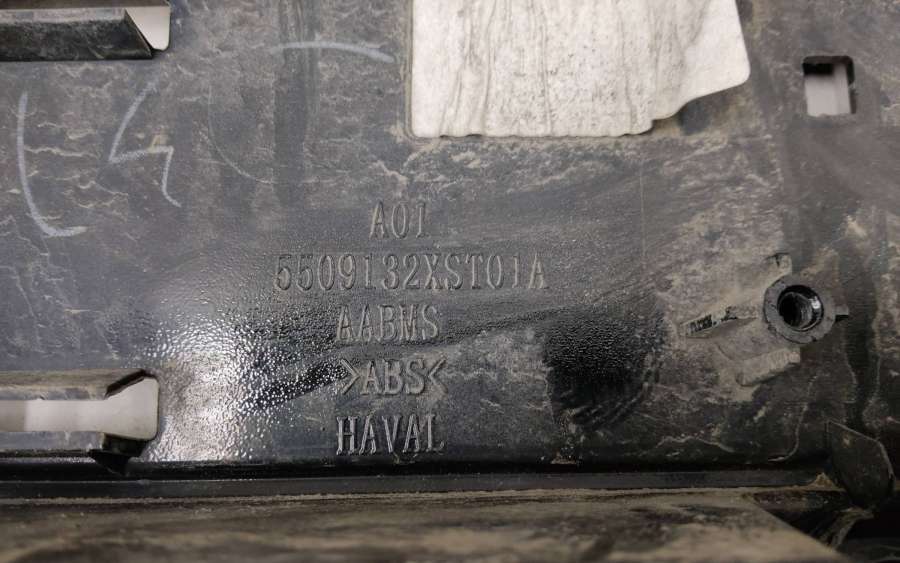 A01
5509132XST01A
AABMS
>ABS<
HAVAL